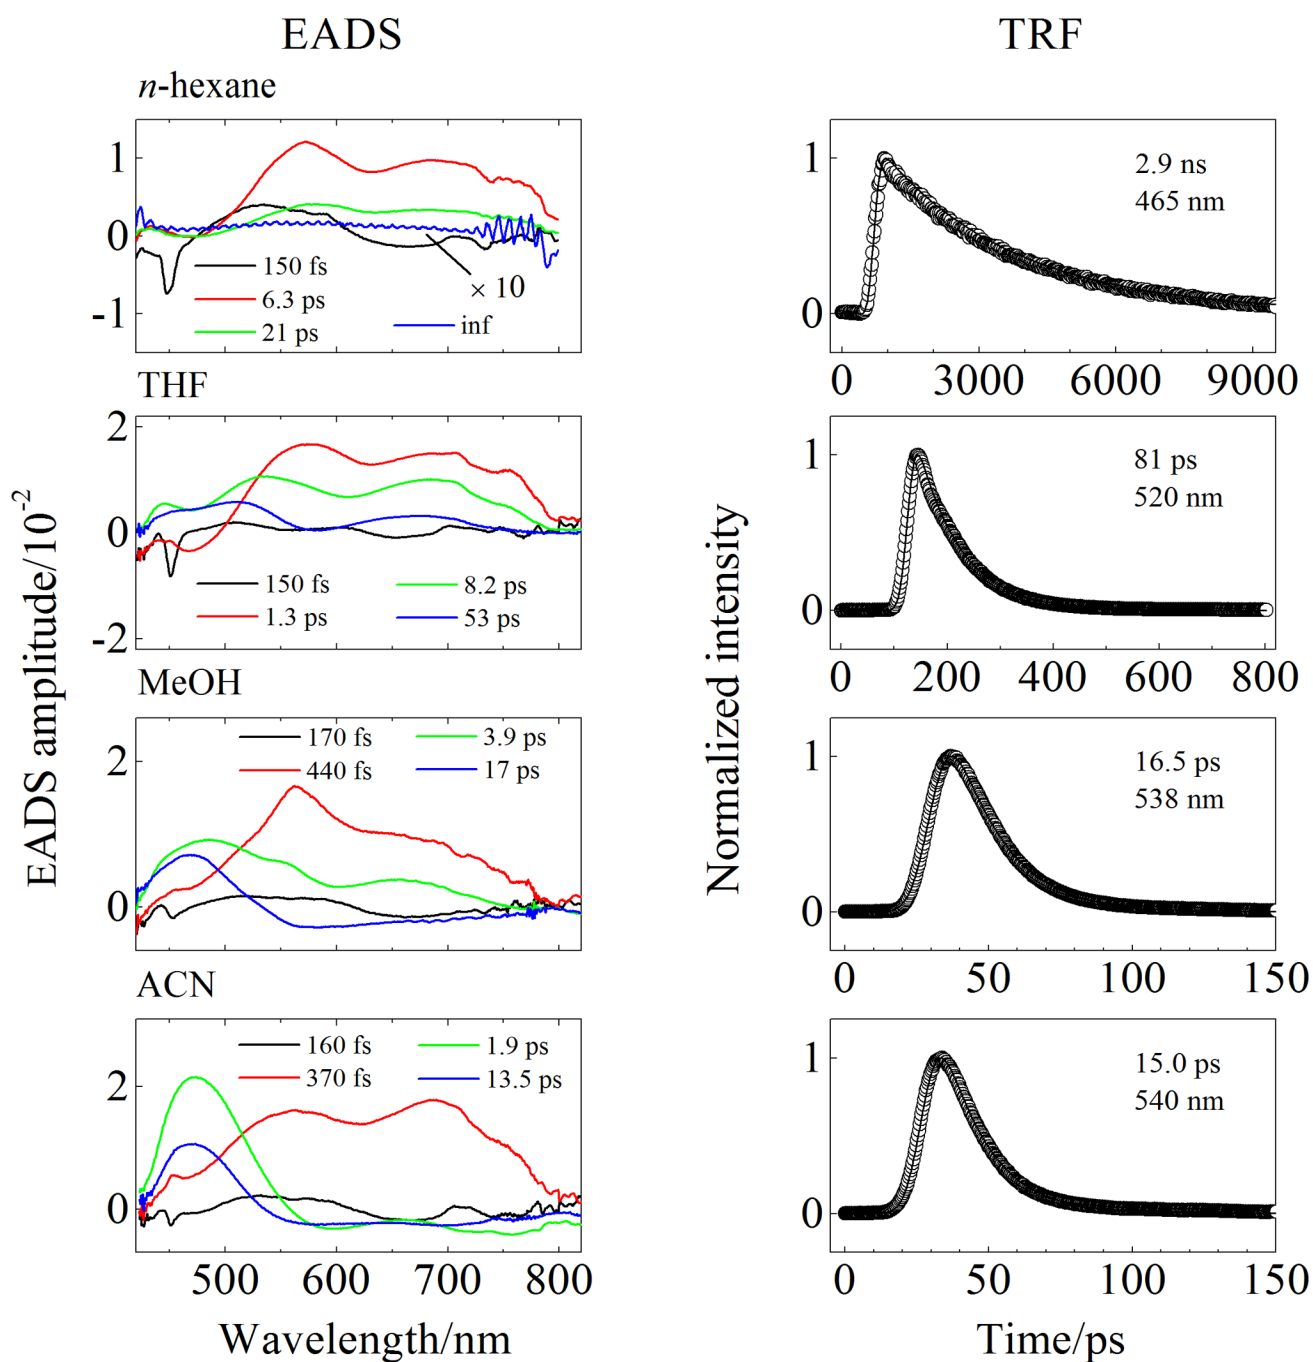 EADS
TRF
n-hexane
1
0
-1
150 fs
6.3 ps
21 ps
inf
× 10
1
0
2.9 ns
465 nm
0 3000 6000 9000
THF
2
0
-2
150 fs
1.3 ps
8.2 ps
53 ps
1
0
81 ps
520 nm
0 200 400 600 800
MeOH
2
0
170 fs
440 fs
3.9 ps
17 ps
1
0
16.5 ps
538 nm
0 50 100 150
ACN
2
0
160 fs
370 fs
1.9 ps
13.5 ps
500 600 700 800
1
0
15.0 ps
540 nm
0 50 100 150
EADS amplitude/10-2
Normalized intensity
Wavelength/nm
Time/ps